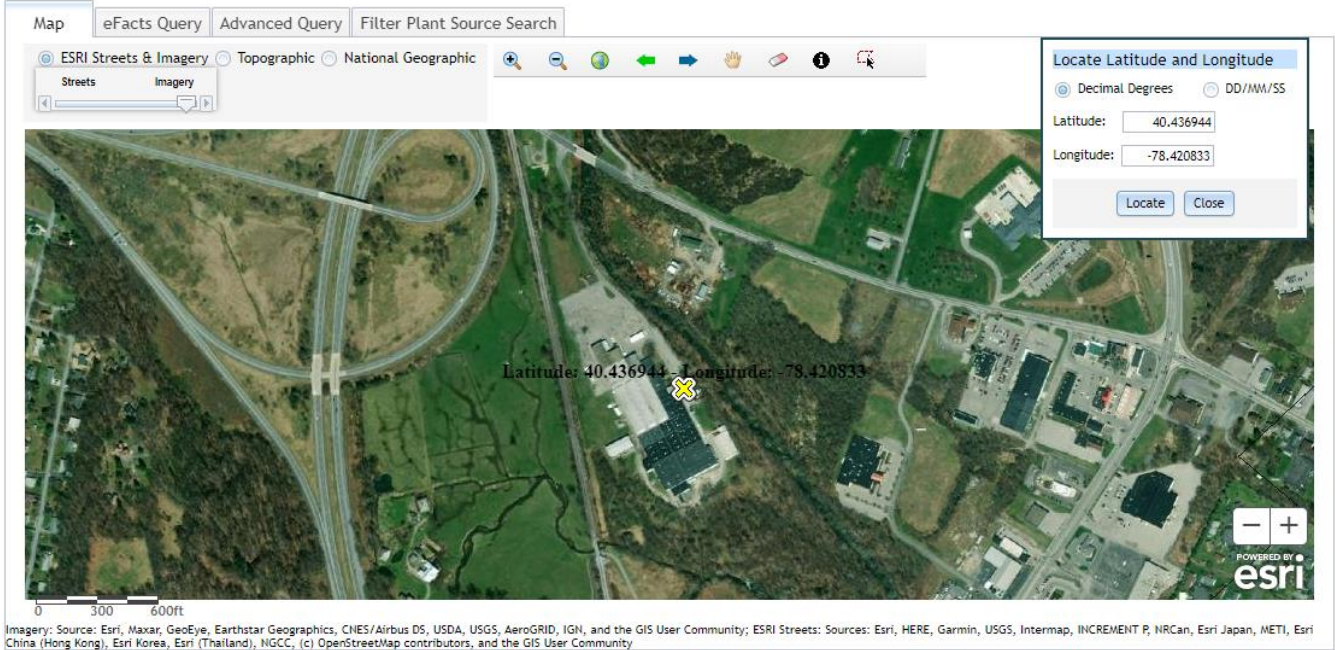 Map
eFacts Query
Advanced Query
Filter Plant Source Search
ESRI Streets & Imagery
Topographic
National Geographic
Streets
Imagery
Locate Latitude and Longitude
Decimal Degrees
DD/MM/SS
Latitude:
40.436944
Longitude:
-78.420833
Locate
Close
Latitude: 40.436944 - Longitude: -78.420833
POWERED BY
esri
0 300 600ft
Imagery: Source: Esri, Maxar, GeoEye, Earthstar Geographics, CNES/Airbus DS, USDA, USGS, AeroGRID, IGN, and the GIS User Community; ESRI Streets: Sources: Esri, HERE, Garmin, USGS, Intermap, INCREMENT P, NRCan, Esri Japan, METI, Esri
China (Hong Kong), Esri Korea, Esri (Thailand), NGCC, (c) OpenStreetMap contributors, and the GIS User Community